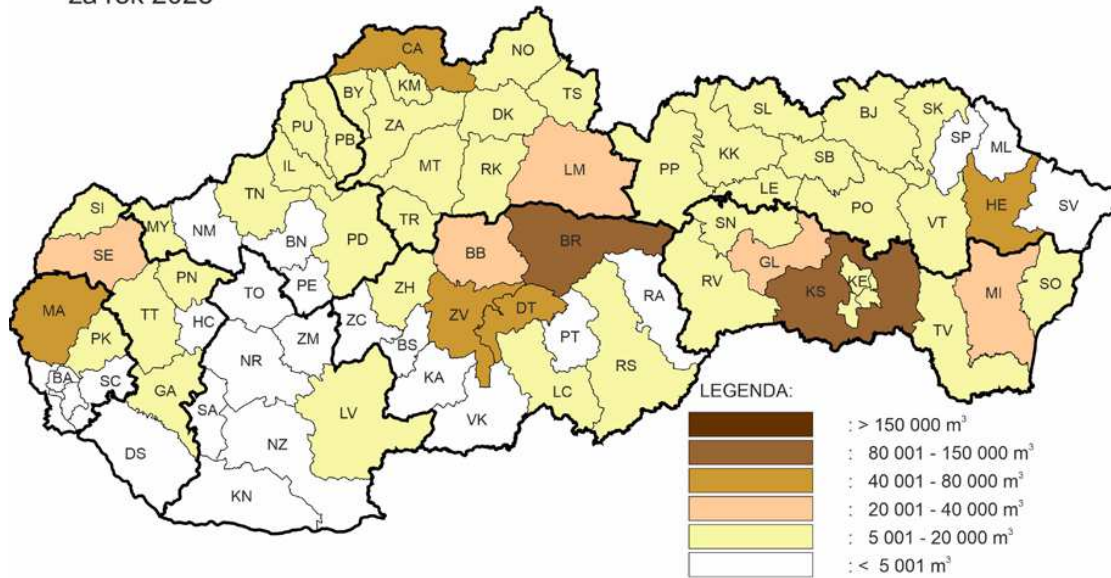 za rok 2023
CA
NO
BY
KM
TS
PU
PB
ZA
DK
SL
BJ
SK
SP
ML
IL
MT
RK
LM
PP
KK
SB
TN
LE
PO
HE
SV
SI
MY
NM
TR
SN
VT
BN
PD
BB
BR
SE
GL
PN
PE
RV
KS
KE
MI
SO
TO
ZH
RA
MA
TT
HC
ZC
ZV
DT
PK
ZM
BS
PT
TV
NR
BA
SC
GA
KA
RS
SA
LV
LC
VK
NZ
DS
KN
LEGENDA:
: > 150 000 m³
: 80 001 - 150 000 m³
: 40 001 - 80 000 m³
: 20 001 - 40 000 m³
: 5 001 - 20 000 m³
: < 5 001 m³